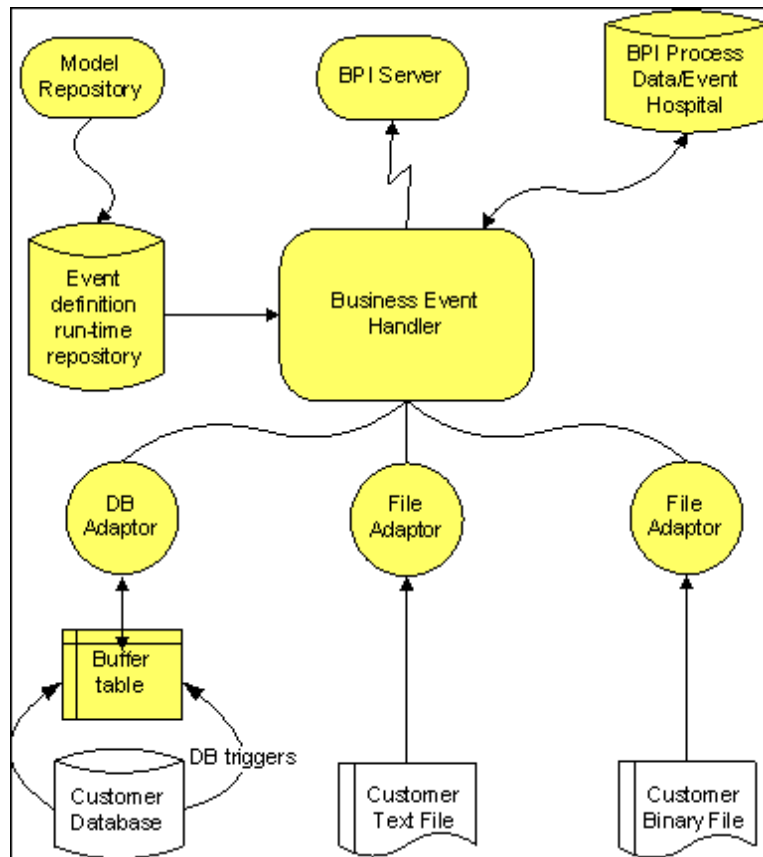 Model
Repository
BPI Server
BPI Process
Data/Event
Hospital
Event
definition
run-time
repository
Business Event
Handler
DB
Adaptor
File
Adaptor
File
Adaptor
Buffer
table
DB triggers
Customer
Database
Customer
Text File
Customer
Binary File